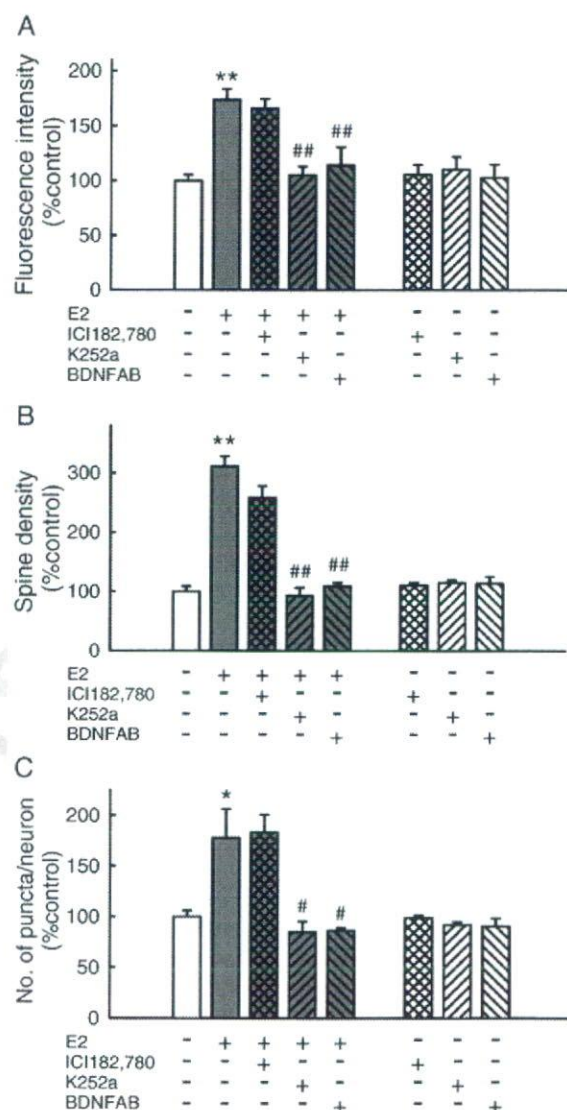 A
Fluorescence intensity
(%control)
200
150
100
50
0
**
##
##
E2 - + + + + - - -
ICI182,780 - - + - - + - -
K252a - - - + - - + -
BDNFAB - - - - + - - +
B
Spine density
(%control)
300
200
100
0
**
##
##
E2 - + + + + - - -
ICI182,780 - - + - - + - -
K252a - - - + - - + -
BDNFAB - - - - + - - +
C
No. of puncta/neuron
(%control)
200
150
100
50
0
*
#
#
E2 - + + + + - - -
ICI182,780 - - + - - + - -
K252a - - - + - - + -
BDNFAB - - - - + - - +